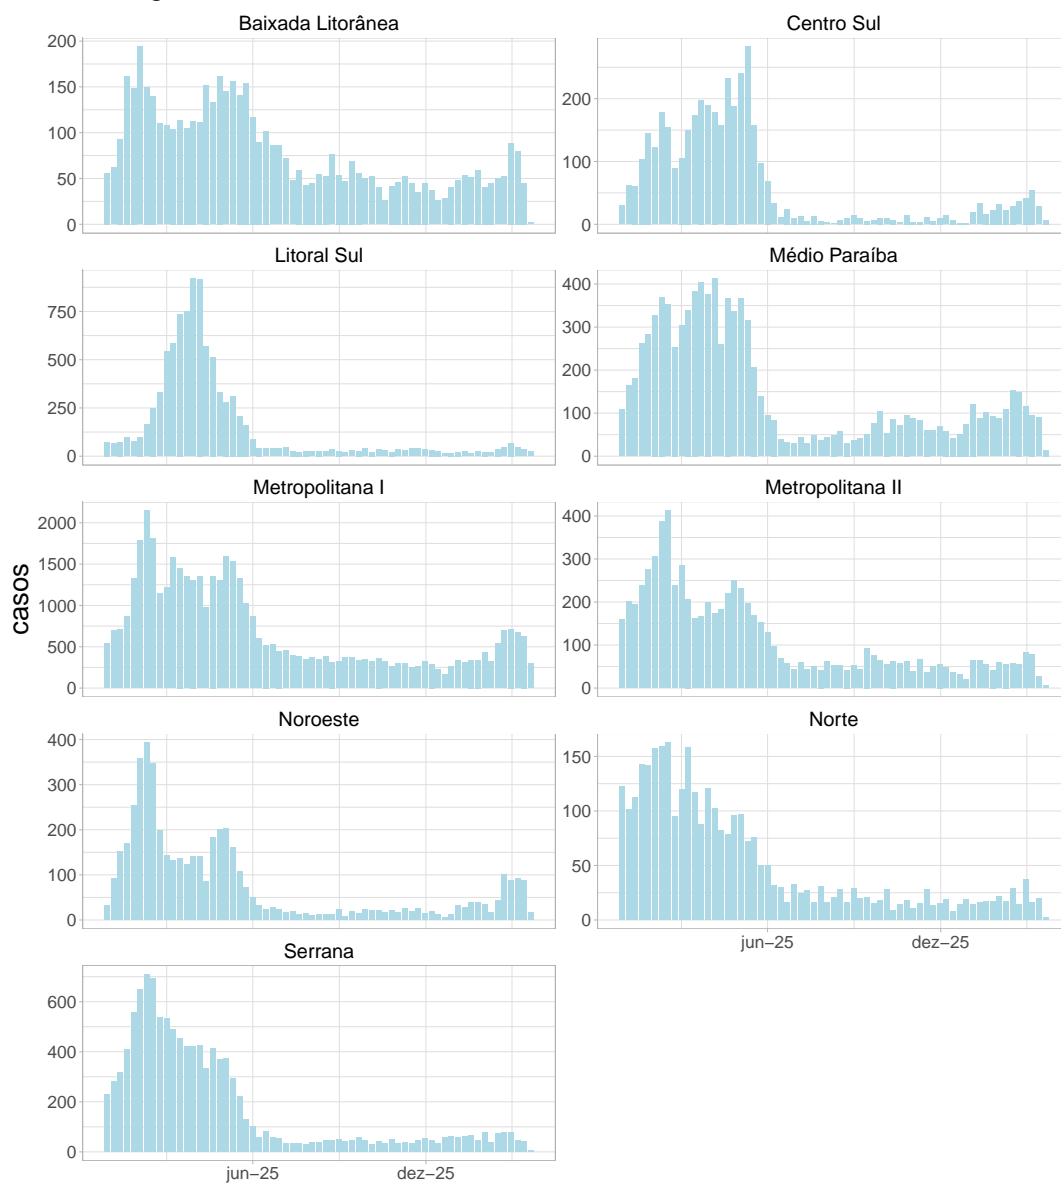 Baixada Litorânea
Centro Sul
200
150
100
50
0
200
100
0
Litoral Sul
Médio Paraíba
750
500
250
0
400
300
200
100
0
Metropolitana I
Metropolitana II
2000
1500
1000
500
0
400
300
200
100
0
casos
Noroeste
Norte
400
300
200
100
0
150
100
50
0
jun−25
dez−25
Serrana
600
400
200
0
jun−25
dez−25